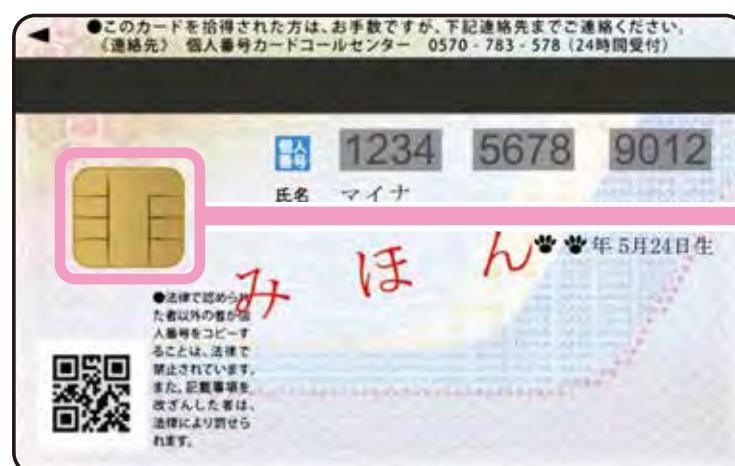 ●このカードを拾得された方は、お手数ですが、下記連絡先までご連絡ください。
〈連絡先〉 個人番号カードコールセンター 0570-783-578（24時間受付）
個人番号 1234 5678 9012
氏名 マイナ
年 5月24日生
みほん
●法律で認められ
た者以外の者が個
人番号をコピーす
ることは、法律で
禁止されています。
また、記載事項を
改ざんした者は、
法律により罰せら
れます。